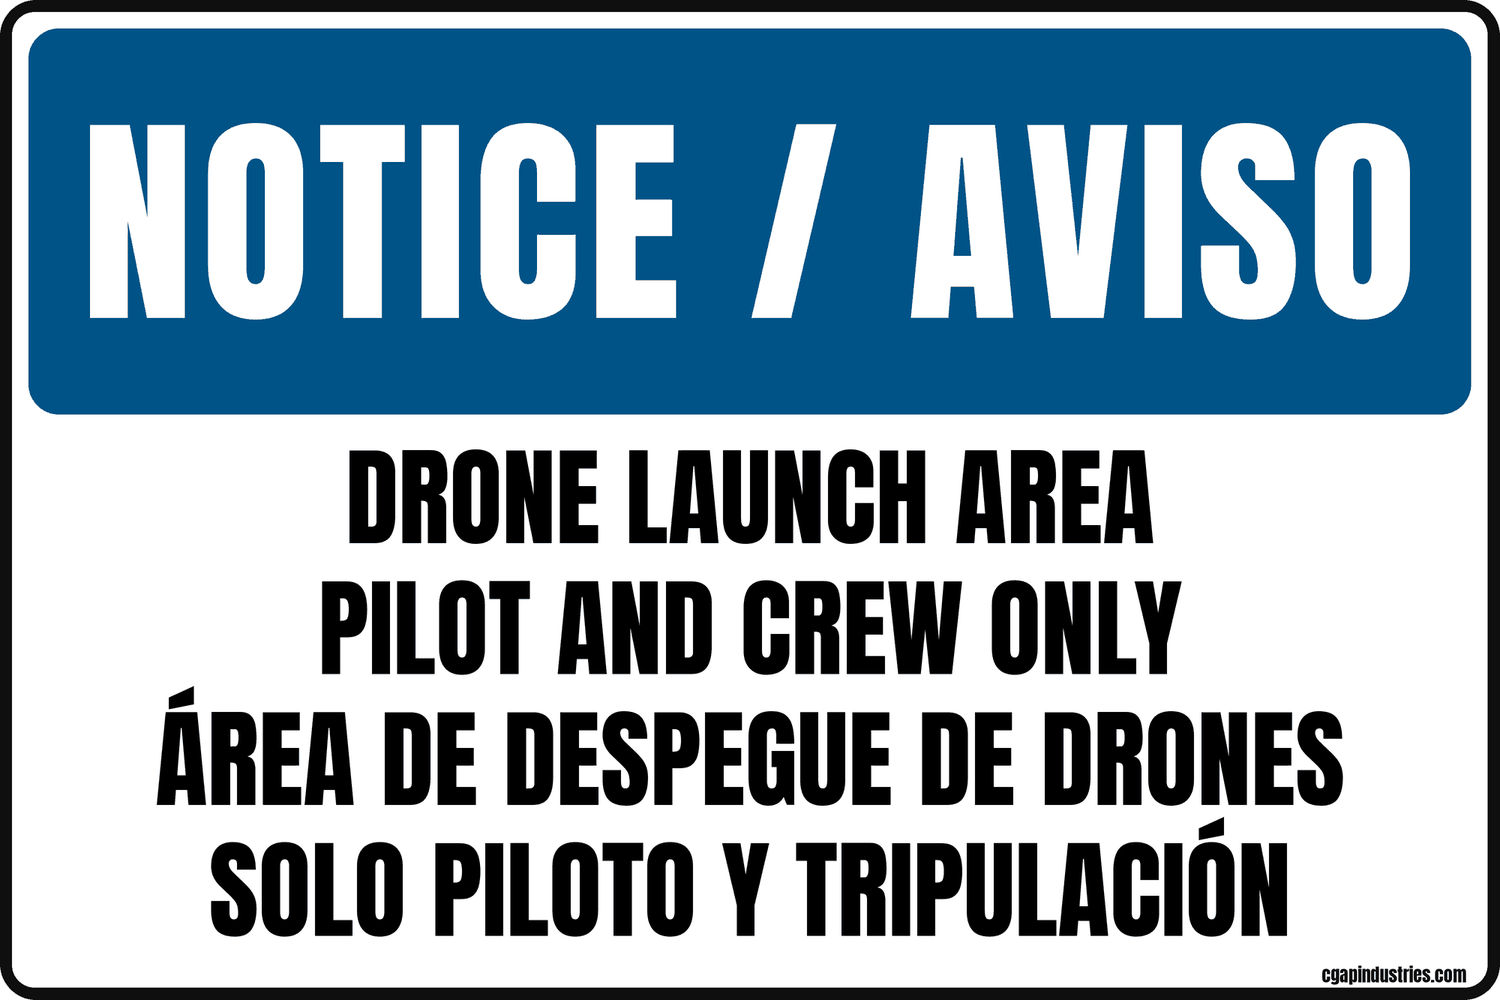 NOTICE / AVISO
DRONE LAUNCH AREA
PILOT AND CREW ONLY
ÁREA DE DESPEGUE DE DRONES
SOLO PILOTO Y TRIPULACIÓN
cgapindustries.com